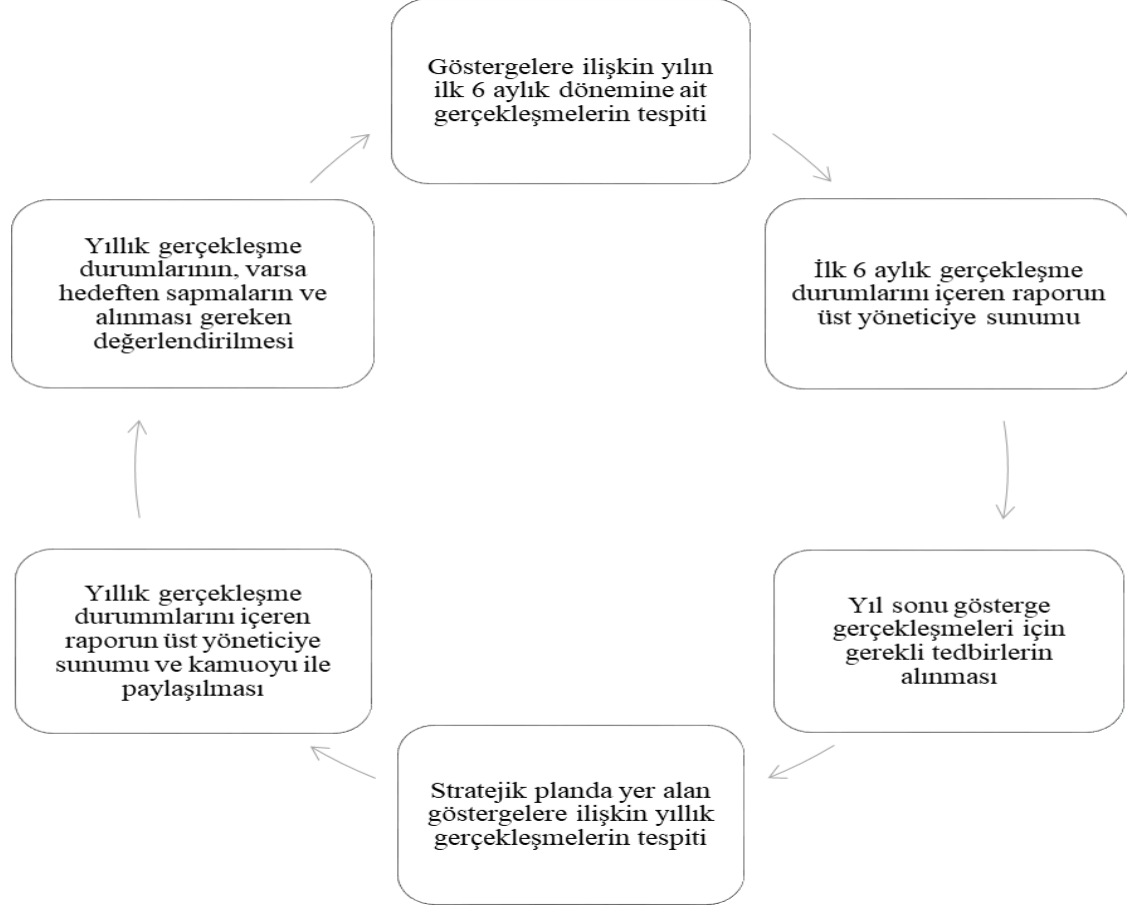 Göstergelere ilişkin yılın
ilk 6 aylık dönemine ait
gerçekleşmelerin tespiti
İlk 6 aylık gerçekleşme
durumlarını içeren raporun
üst yöneticiye sunumu
Yıl sonu gösterge
gerçekleşmeleri için
gerekli tedbirlerin
alınması
Stratejik planda yer alan
göstergelere ilişkin yıllık
gerçekleşmelerin tespiti
Yıllık gerçekleşme
durummlarını içeren
raporun üst yöneticiye
sunumu ve kamuoyu ile
paylaşılması
Yıllık gerçekleşme
durumlarının, varsa
hedeften sapmaların ve
alınması gereken
değerlendirilmesi